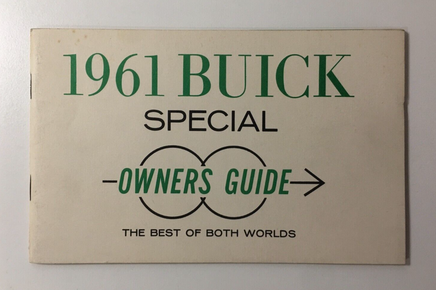 1961 BUICK
SPECIAL
OWNERS GUIDE
THE BEST OF BOTH WORLDS